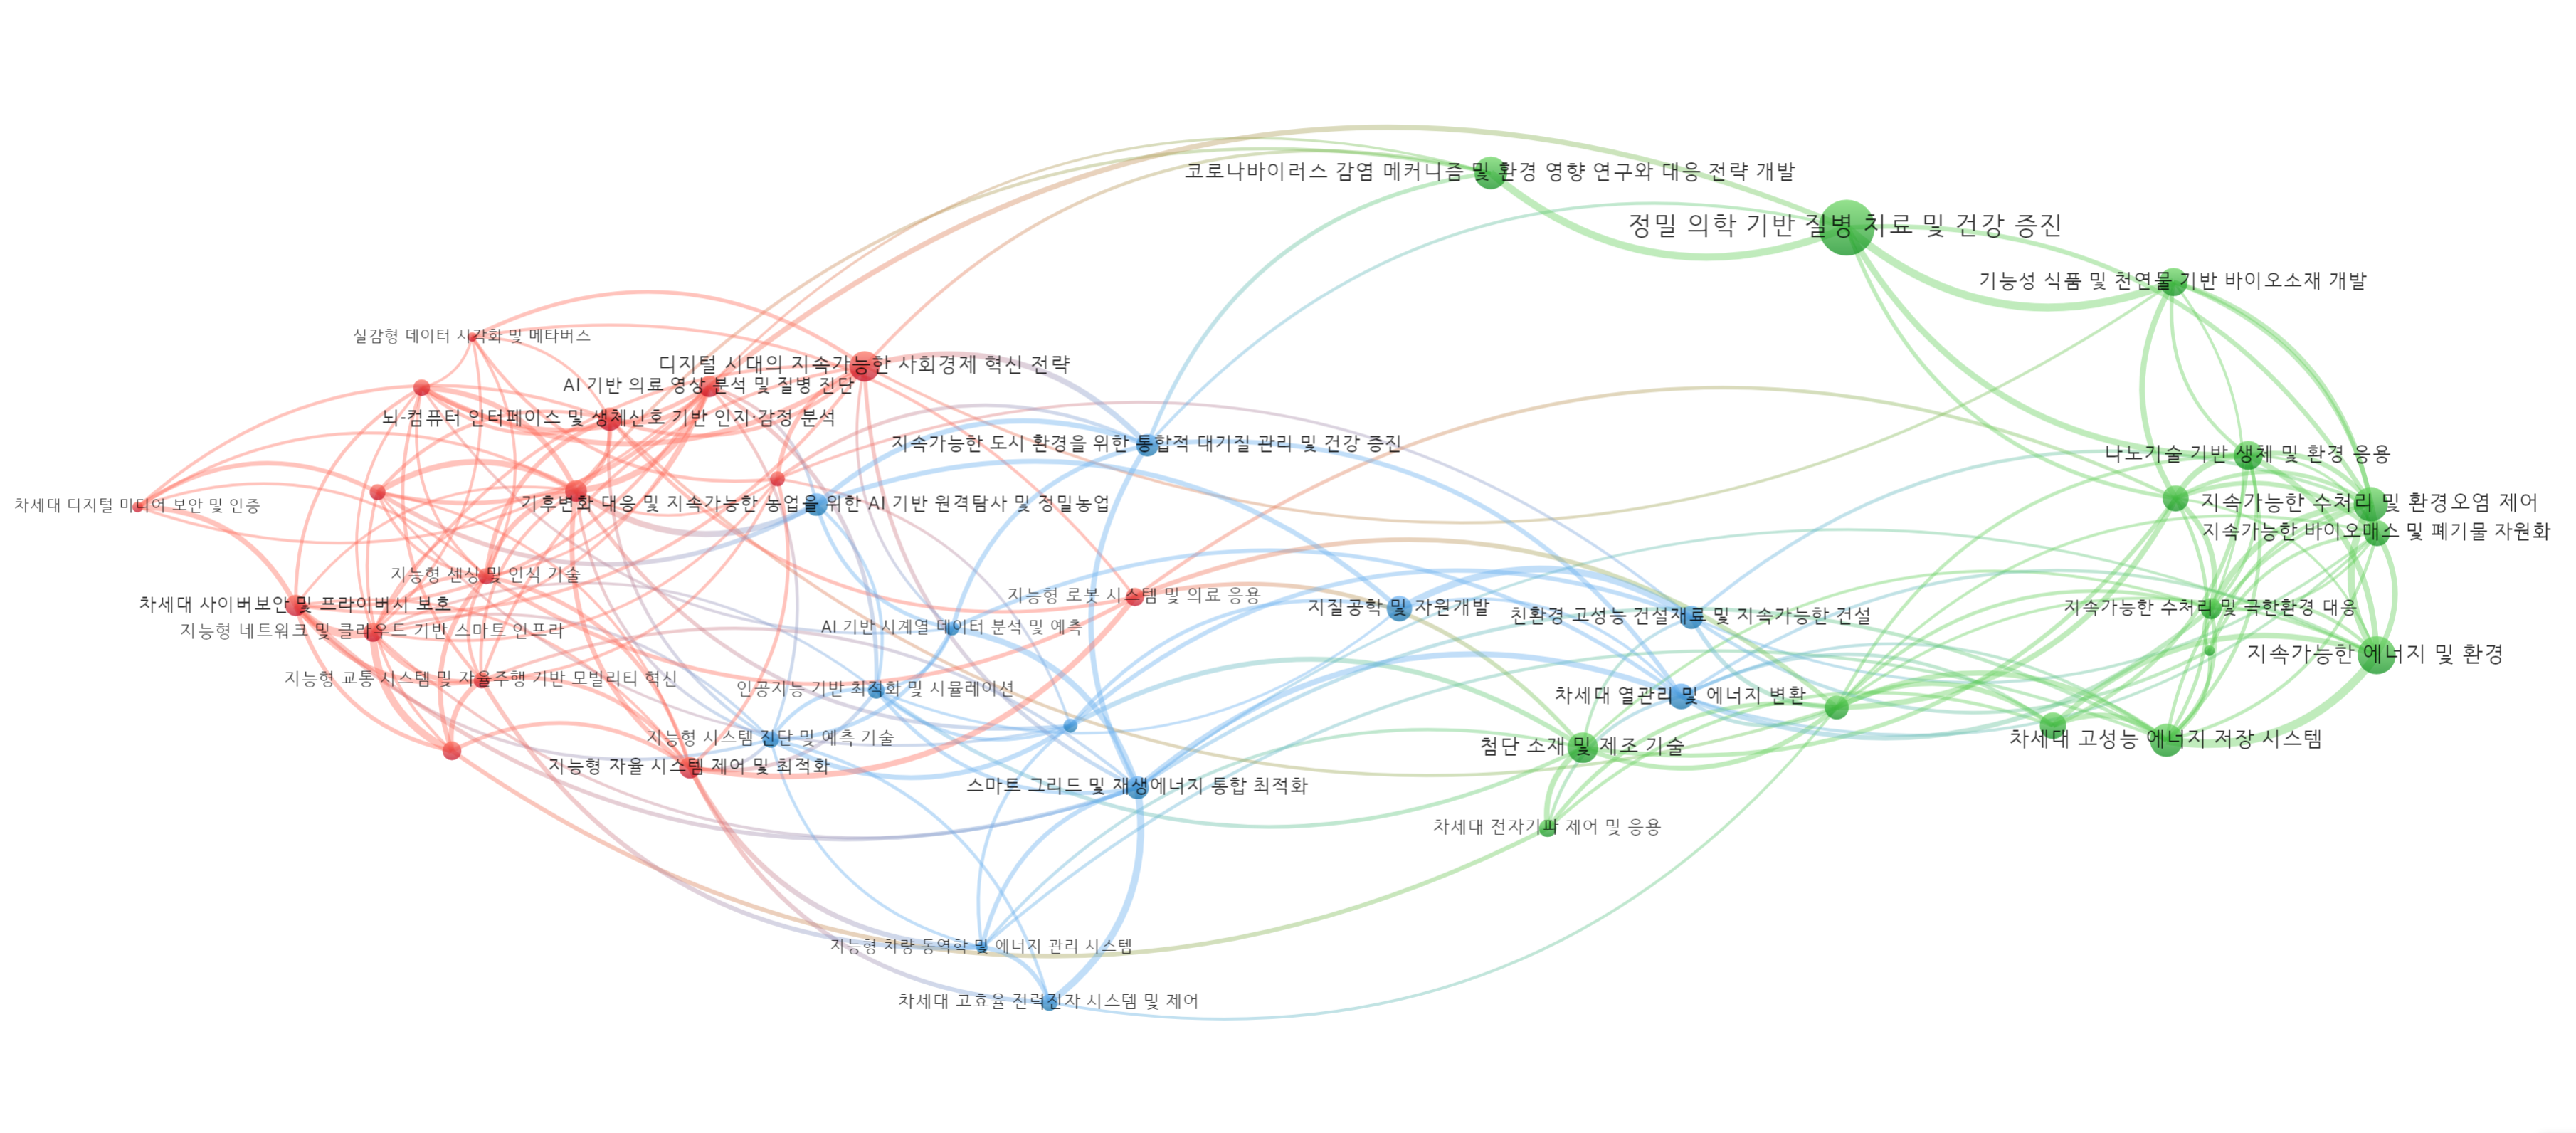 코로나바이러스 감염 메커니즘 및 환경 영향 연구와 대응 전략 개발
정밀 의학 기반 질병 치료 및 건강 증진
기능성 식품 및 천연물 기반 바이오소재 개발
실감형 데이터 시각화 및 메타버스
디지털 시대의 지속가능한 사회경제 혁신 전략
AI 기반 의료 영상 분석 및 질병 진단
뇌-컴퓨터 인터페이스 및 생체신호 기반 인지·감정 분석
지속가능한 도시 환경을 위한 통합적 대기질 관리 및 건강 증진
나노기술 기반 생체 및 환경 응용
차세대 디지털 미디어 보안 및 인증
기후변화 대응 및 지속가능한 농업을 위한 AI 기반 원격탐사 및 정밀농업
지속가능한 수처리 및 환경오염 제어
지속가능한 바이오매스 및 폐기물 자원화
지능형 센싱 및 인식 기술
지능형 로봇 시스템 및 의료 응용
차세대 사이버보안 및 프라이버시 보호
지질공학 및 자원개발
친환경 고성능 건설재료 및 지속가능한 건설
지속가능한 수처리 및 극한환경 대응
지능형 네트워크 및 클라우드 기반 스마트 인프라
AI 기반 시계열 데이터 분석 및 예측
지속가능한 에너지 및 환경
지능형 교통 시스템 및 자율주행 기반 모빌리티 혁신
인공지능 기반 최적화 및 시뮬레이션
차세대 열관리 및 에너지 변환
지능형 시스템 진단 및 예측 기술
첨단 소재 및 제조 기술
차세대 고성능 에너지 저장 시스템
지능형 자율 시스템 제어 및 최적화
스마트 그리드 및 재생에너지 통합 최적화
차세대 전자기파 제어 및 응용
지능형 차량 동역학 및 에너지 관리 시스템
차세대 고효율 전력전자 시스템 및 제어